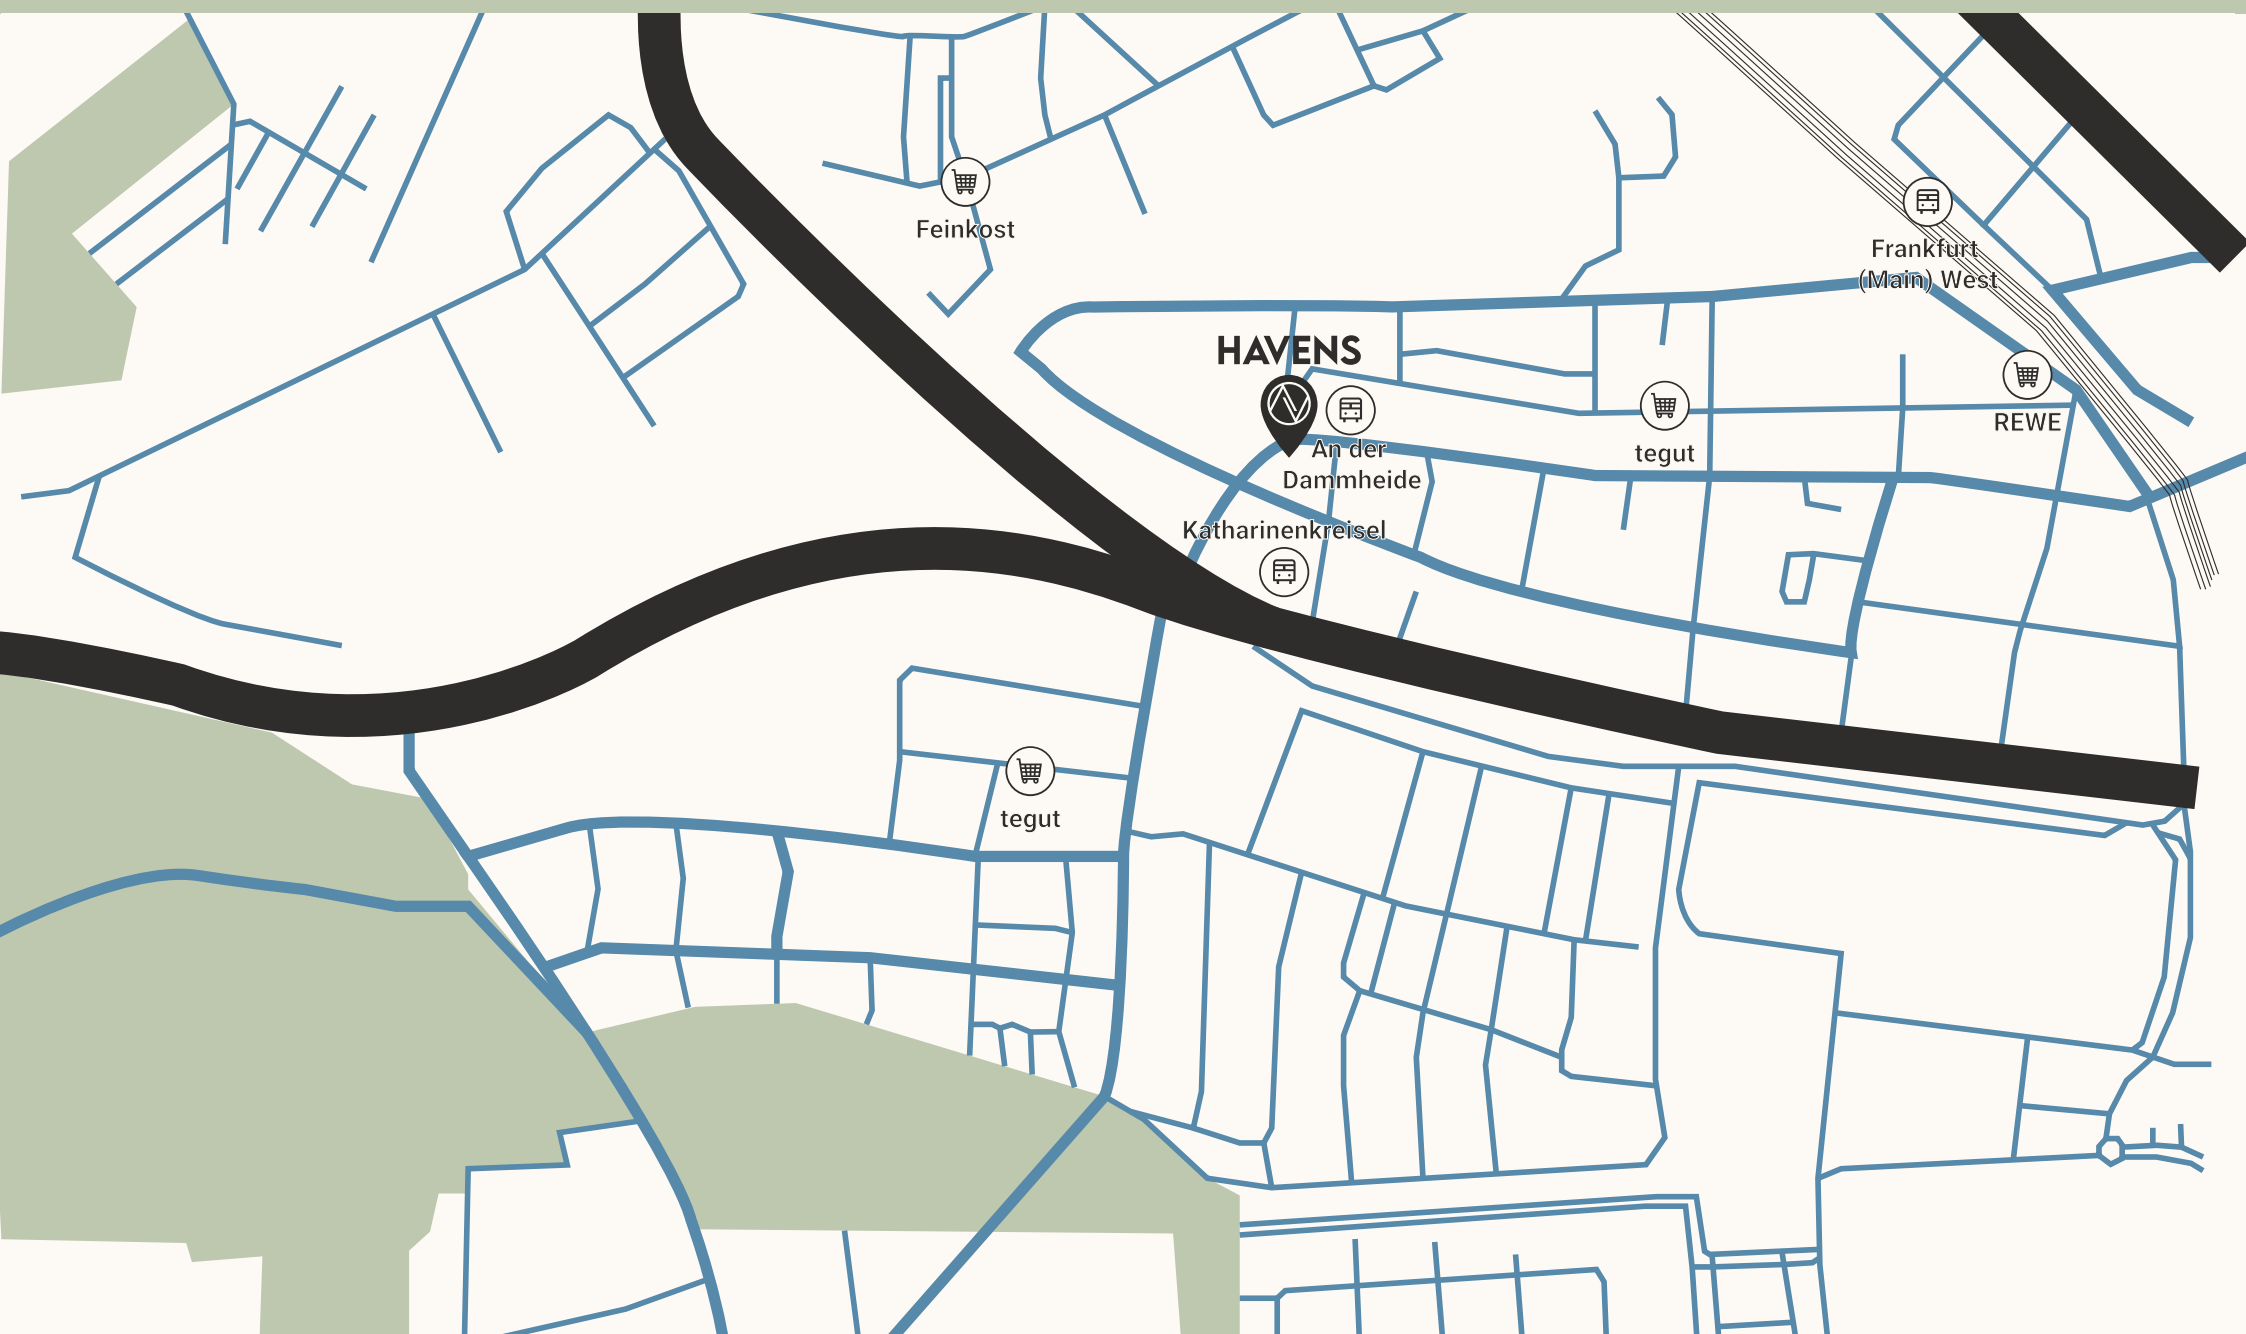 Feinkost
Frankfurt
(Main) West
HAVENS
REWE
An der
Dammheide
tegut
Katharinenkreisel
tegut